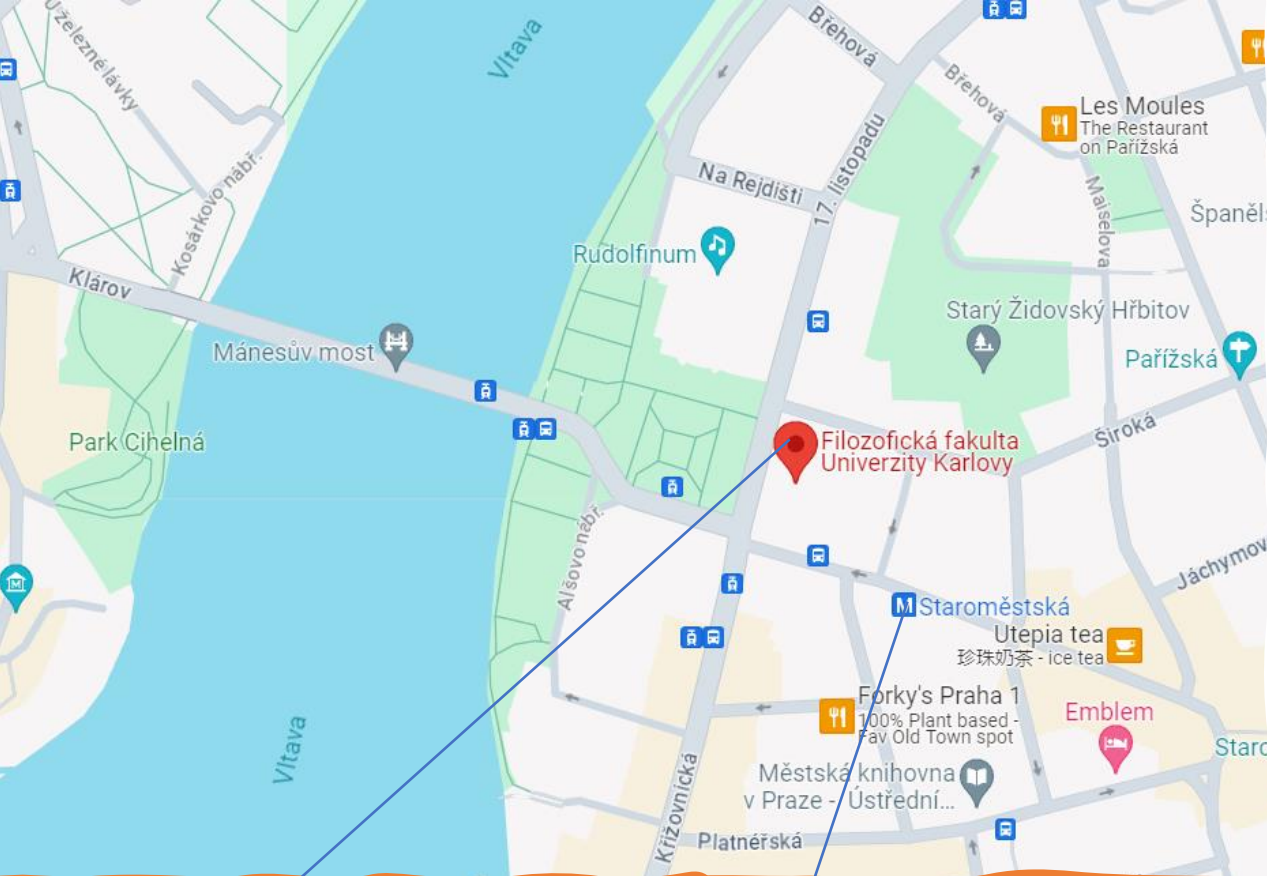 U železné lávky
Vltava
Břehová
Břehová
Les Moules
The Restaurant
on Pařížská
Kosárkovo nábř.
Na Rejdišti
17. listopadu
Maiselova
Španěl
Rudolfinum
Klárov
Mánesův most
Starý Židovský Hřbitov
Pařížská
Park Cihelná
Filozofická fakulta
Univerzity Karlovy
Široká
Alšovo nábř.
Jáchymov
M Staroměstská
Utepia tea
珍珠奶茶 - ice tea
Forky's Praha 1
100% Plant based -
Fav Old Town spot
Emblem
Vltava
Staro
Městská knihovna
v Praze - Ústřední...
Křižovnická
Platnéřská